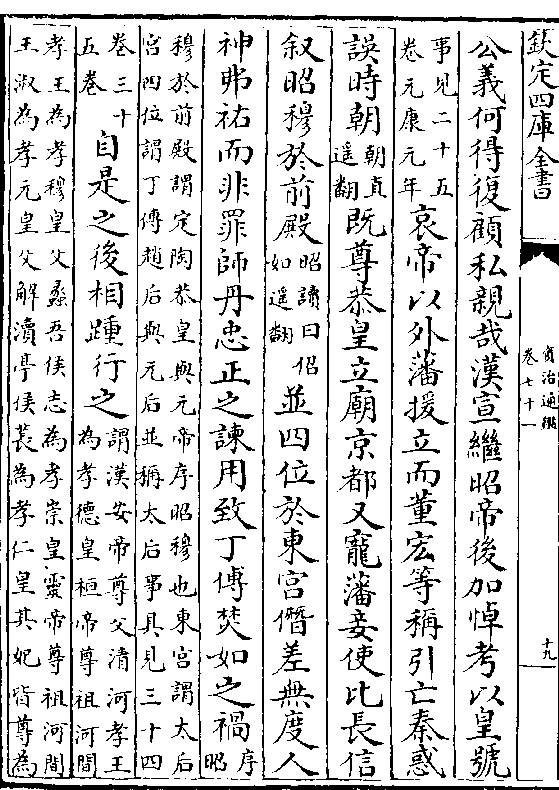 欽定四庫全書
資治通鑑
卷七十一
十九
公義何得復顧私親哉漢宣繼昭帝後加悼考以皇號
事見二十五
卷元康元年
哀帝以外藩援立而董宏等稱引亡秦惑
誤時朝
朝直
遥翻
既尊恭皇立廟京都又寵藩妾使比長信
叙昭穆於前殿
昭讀曰佋
如遥翻
並四位於東宮僭差無度人
神弗祐而非罪師丹忠正之諫用致丁傅焚如之禍
序
昭
穆於前殿謂定陶恭皇與元帝序昭穆也東宮謂太后
宮四位謂丁傅趙后與元后並稱太后事具見三十四
卷三十
五卷
自是之後相踵行之
謂漢安帝尊父清河孝王
為孝德皇桓帝尊祖河間
孝王為孝穆皇父蠡吾侯志為孝崇皇靈帝尊祖河間
王淑為孝元皇父解瀆亭侯萇為孝仁皇其妃皆尊為